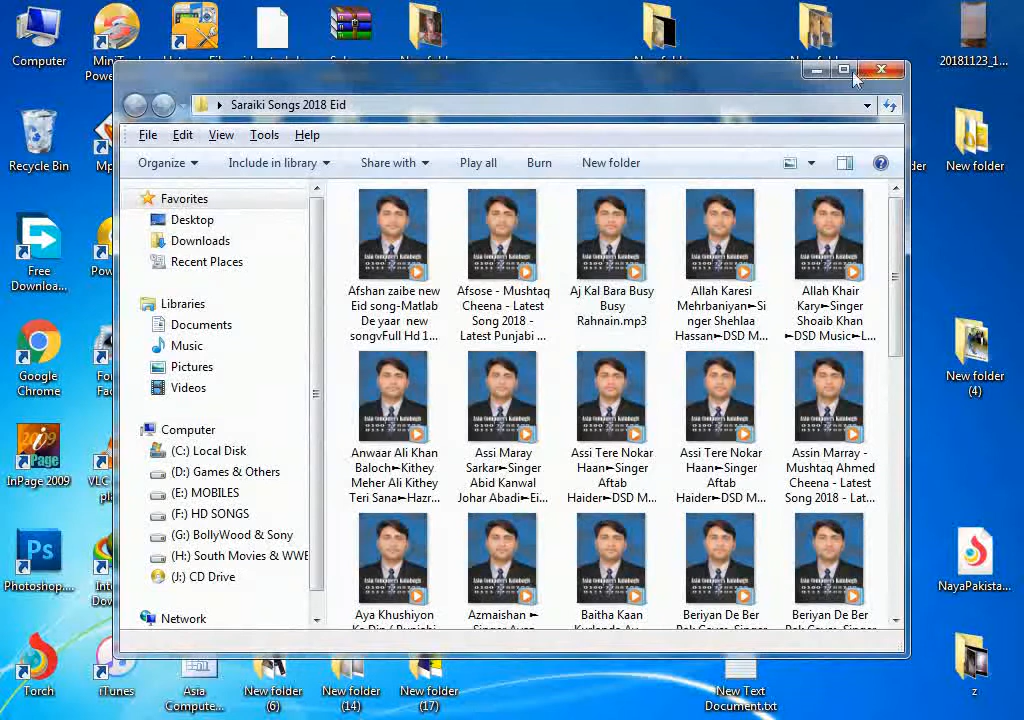 Computer
20181123_1...
Recycle Bin
New folder
Free
Downloa...
Google
Chrome
New folder
(4)
InPage 2009
Photoshop....
NayaPakista...
Torch
iTunes
Asia
Compute...
New folder
(6)
New folder
(14)
New folder
(17)
New Text
Document.txt
z
Saraiki Songs 2018 Eid
File Edit View Tools Help
Organize Include in library Share with Play all Burn New folder
Favorites
Desktop
Downloads
Recent Places
Libraries
Documents
Music
Pictures
Videos
Computer
(C:) Local Disk
(D:) Games & Others
(E:) MOBILES
(F:) HD SONGS
(G:) BollyWood & Sony
(H:) South Movies & WWE
(J:) CD Drive
Network
Afshan zaibe new
Eid song-Matlab
De yaar new
songvFull Hd 1...
Afsose - Mushtaq
Cheena - Latest
Song 2018 -
Latest Punjabi ...
Aj Kal Bara Busy
Busy
Rahnain.mp3
Allah Karesi
Mehrbaniyan►Si
nger Shehlaa
Hassan►DSD M...
Allah Khair
Kary►Singer
Shoaib Khan
►DSD Music►L...
Anwaar Ali Khan
Baloch►Kithey
Meher Ali Kithey
Teri Sana►Hazr...
Assi Maray
Sarkar►Singer
Abid Kanwal
Johar Abadi►Ei...
Assi Tere Nokar
Haan►Singer
Aftab
Haider►DSD M...
Assi Tere Nokar
Haan►Singer
Aftab
Haider►DSD M...
Assin Marray -
Mushtaq Ahmed
Cheena - Latest
Song 2018 - Lat...
Aya Khushiyon
Azmaishan ►
Baitha Kaan
Beriyan De Ber
Beriyan De Ber